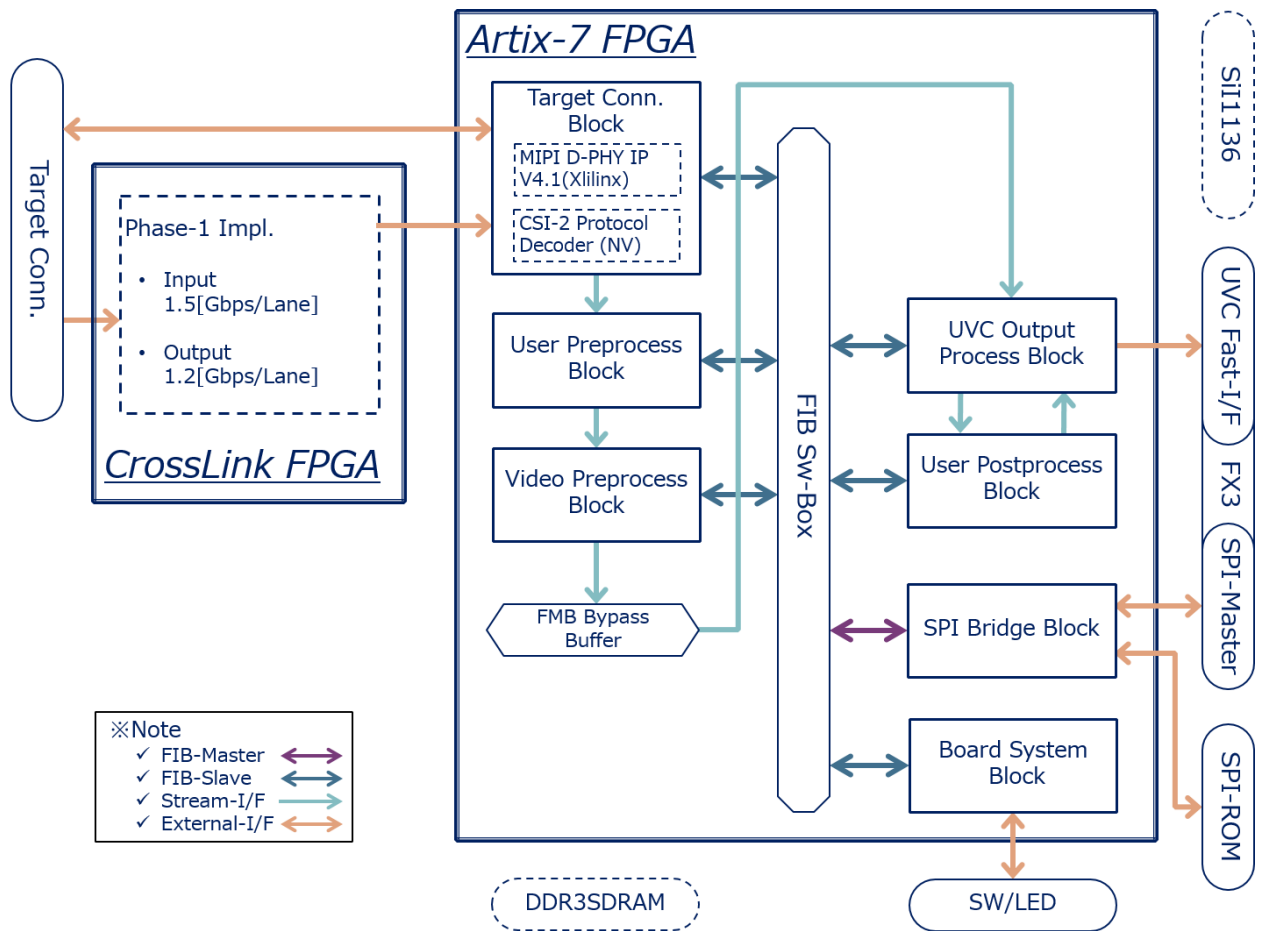 Artix-7 FPGA
Target Conn.
Block
MIPI D-PHY IP
V4.1(Xlilinx)
CSI-2 Protocol
Decoder (NV)
Target Conn.
Phase-1 Impl.
• Input
1.5[Gbps/Lane]
• Output
1.2[Gbps/Lane]
CrossLink FPGA
User Preprocess
Block
Video Preprocess
Block
FMB Bypass
Buffer
FIB Sw-Box
UVC Output
Process Block
User Postprocess
Block
SPI Bridge Block
Board System
Block
SiI1136
UVC Fast-I/F
FX3
SPI-Master
SPI-ROM
※Note
✓ FIB-Master
✓ FIB-Slave
✓ Stream-I/F
✓ External-I/F
DDR3SDRAM
SW/LED